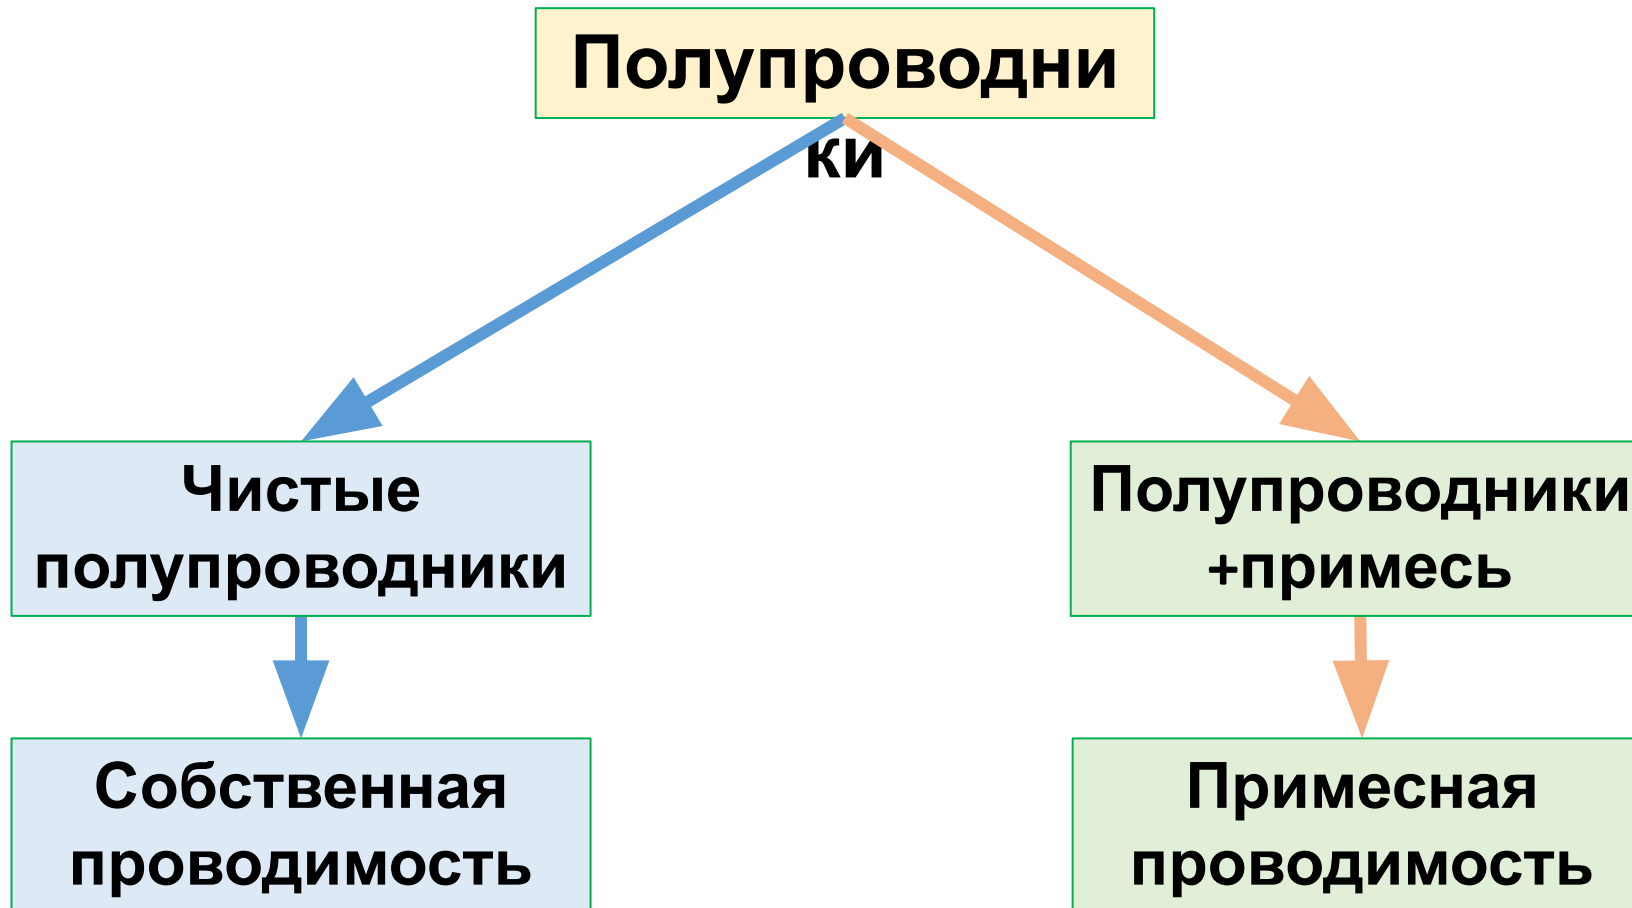 Полупроводни
ки
Чистые
полупроводники
Полупроводники
+примесь
Собственная
проводимость
Примесная
проводимость